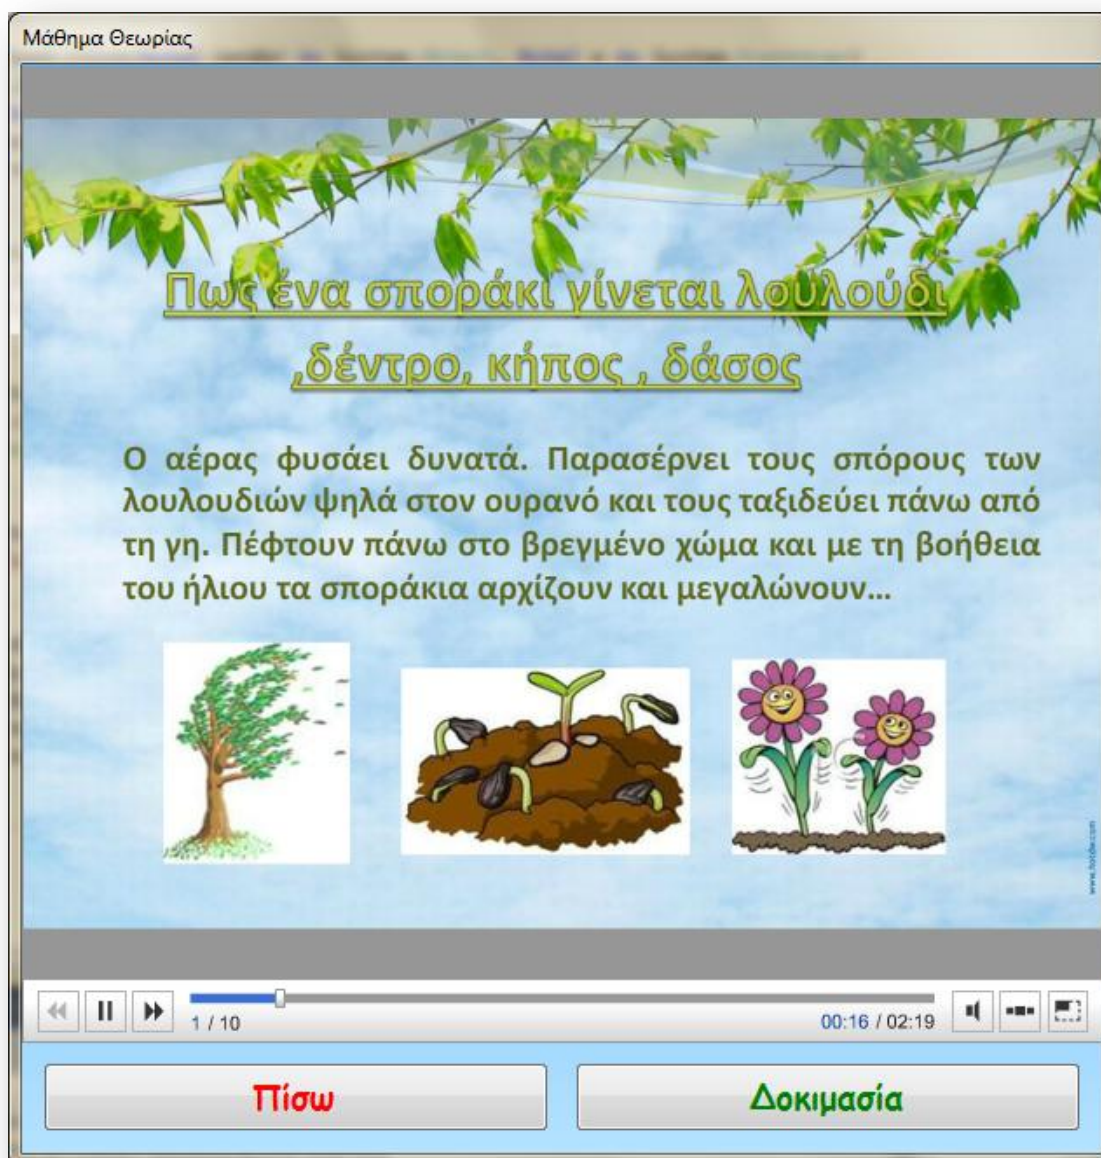 Μάθημα Θεωρίας
Πως ένα σποράκι γίνεται λουλούδι
,δέντρο, κήπος , δάσος
Ο αέρας φυσάει δυνατά. Παρασέρνει τους σπόρους των
λουλουδιών ψηλά στον ουρανό και τους ταξιδεύει πάνω από
τη γη. Πέφτουν πάνω στο βρεγμένο χώμα και με τη βοήθεια
του ήλιου τα σποράκια αρχίζουν και μεγαλώνουν...
1 / 10
00:16 / 02:19
Πίσω
Δοκιμασία